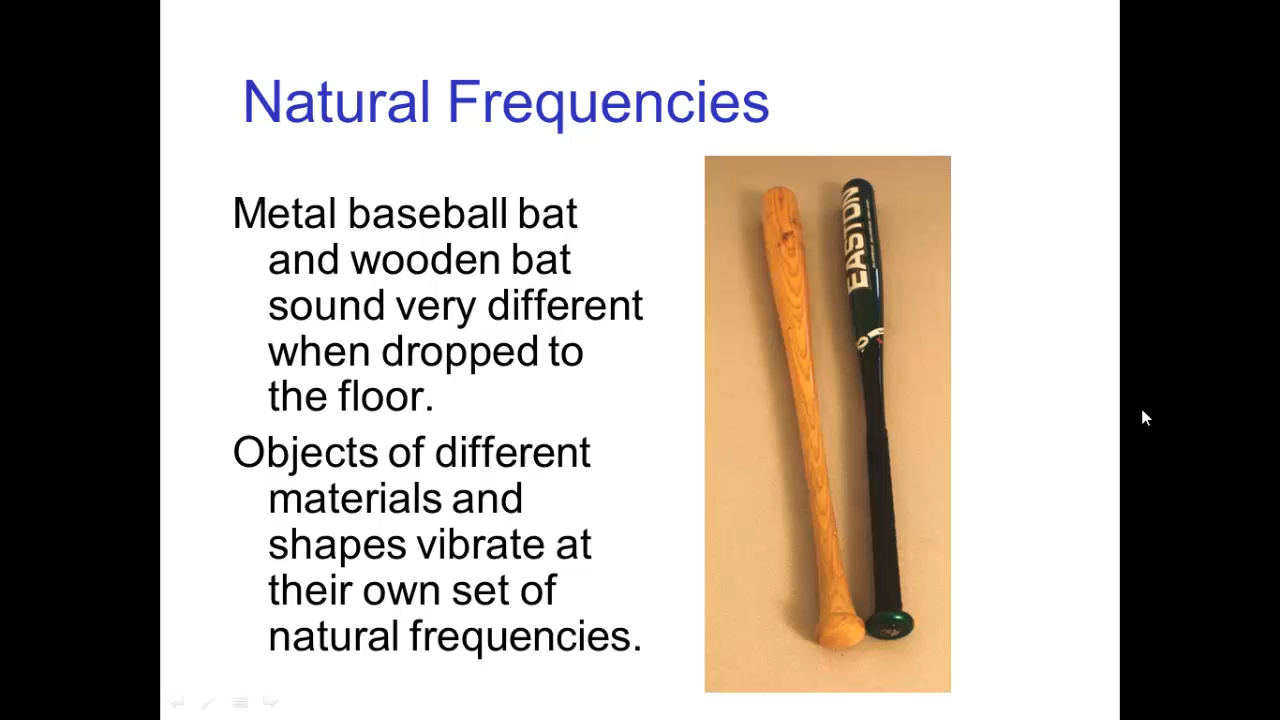 Natural Frequencies
Metal baseball bat
and wooden bat
sound very different
when dropped to
the floor.
Objects of different
materials and
shapes vibrate at
their own set of
natural frequencies.
EASTON